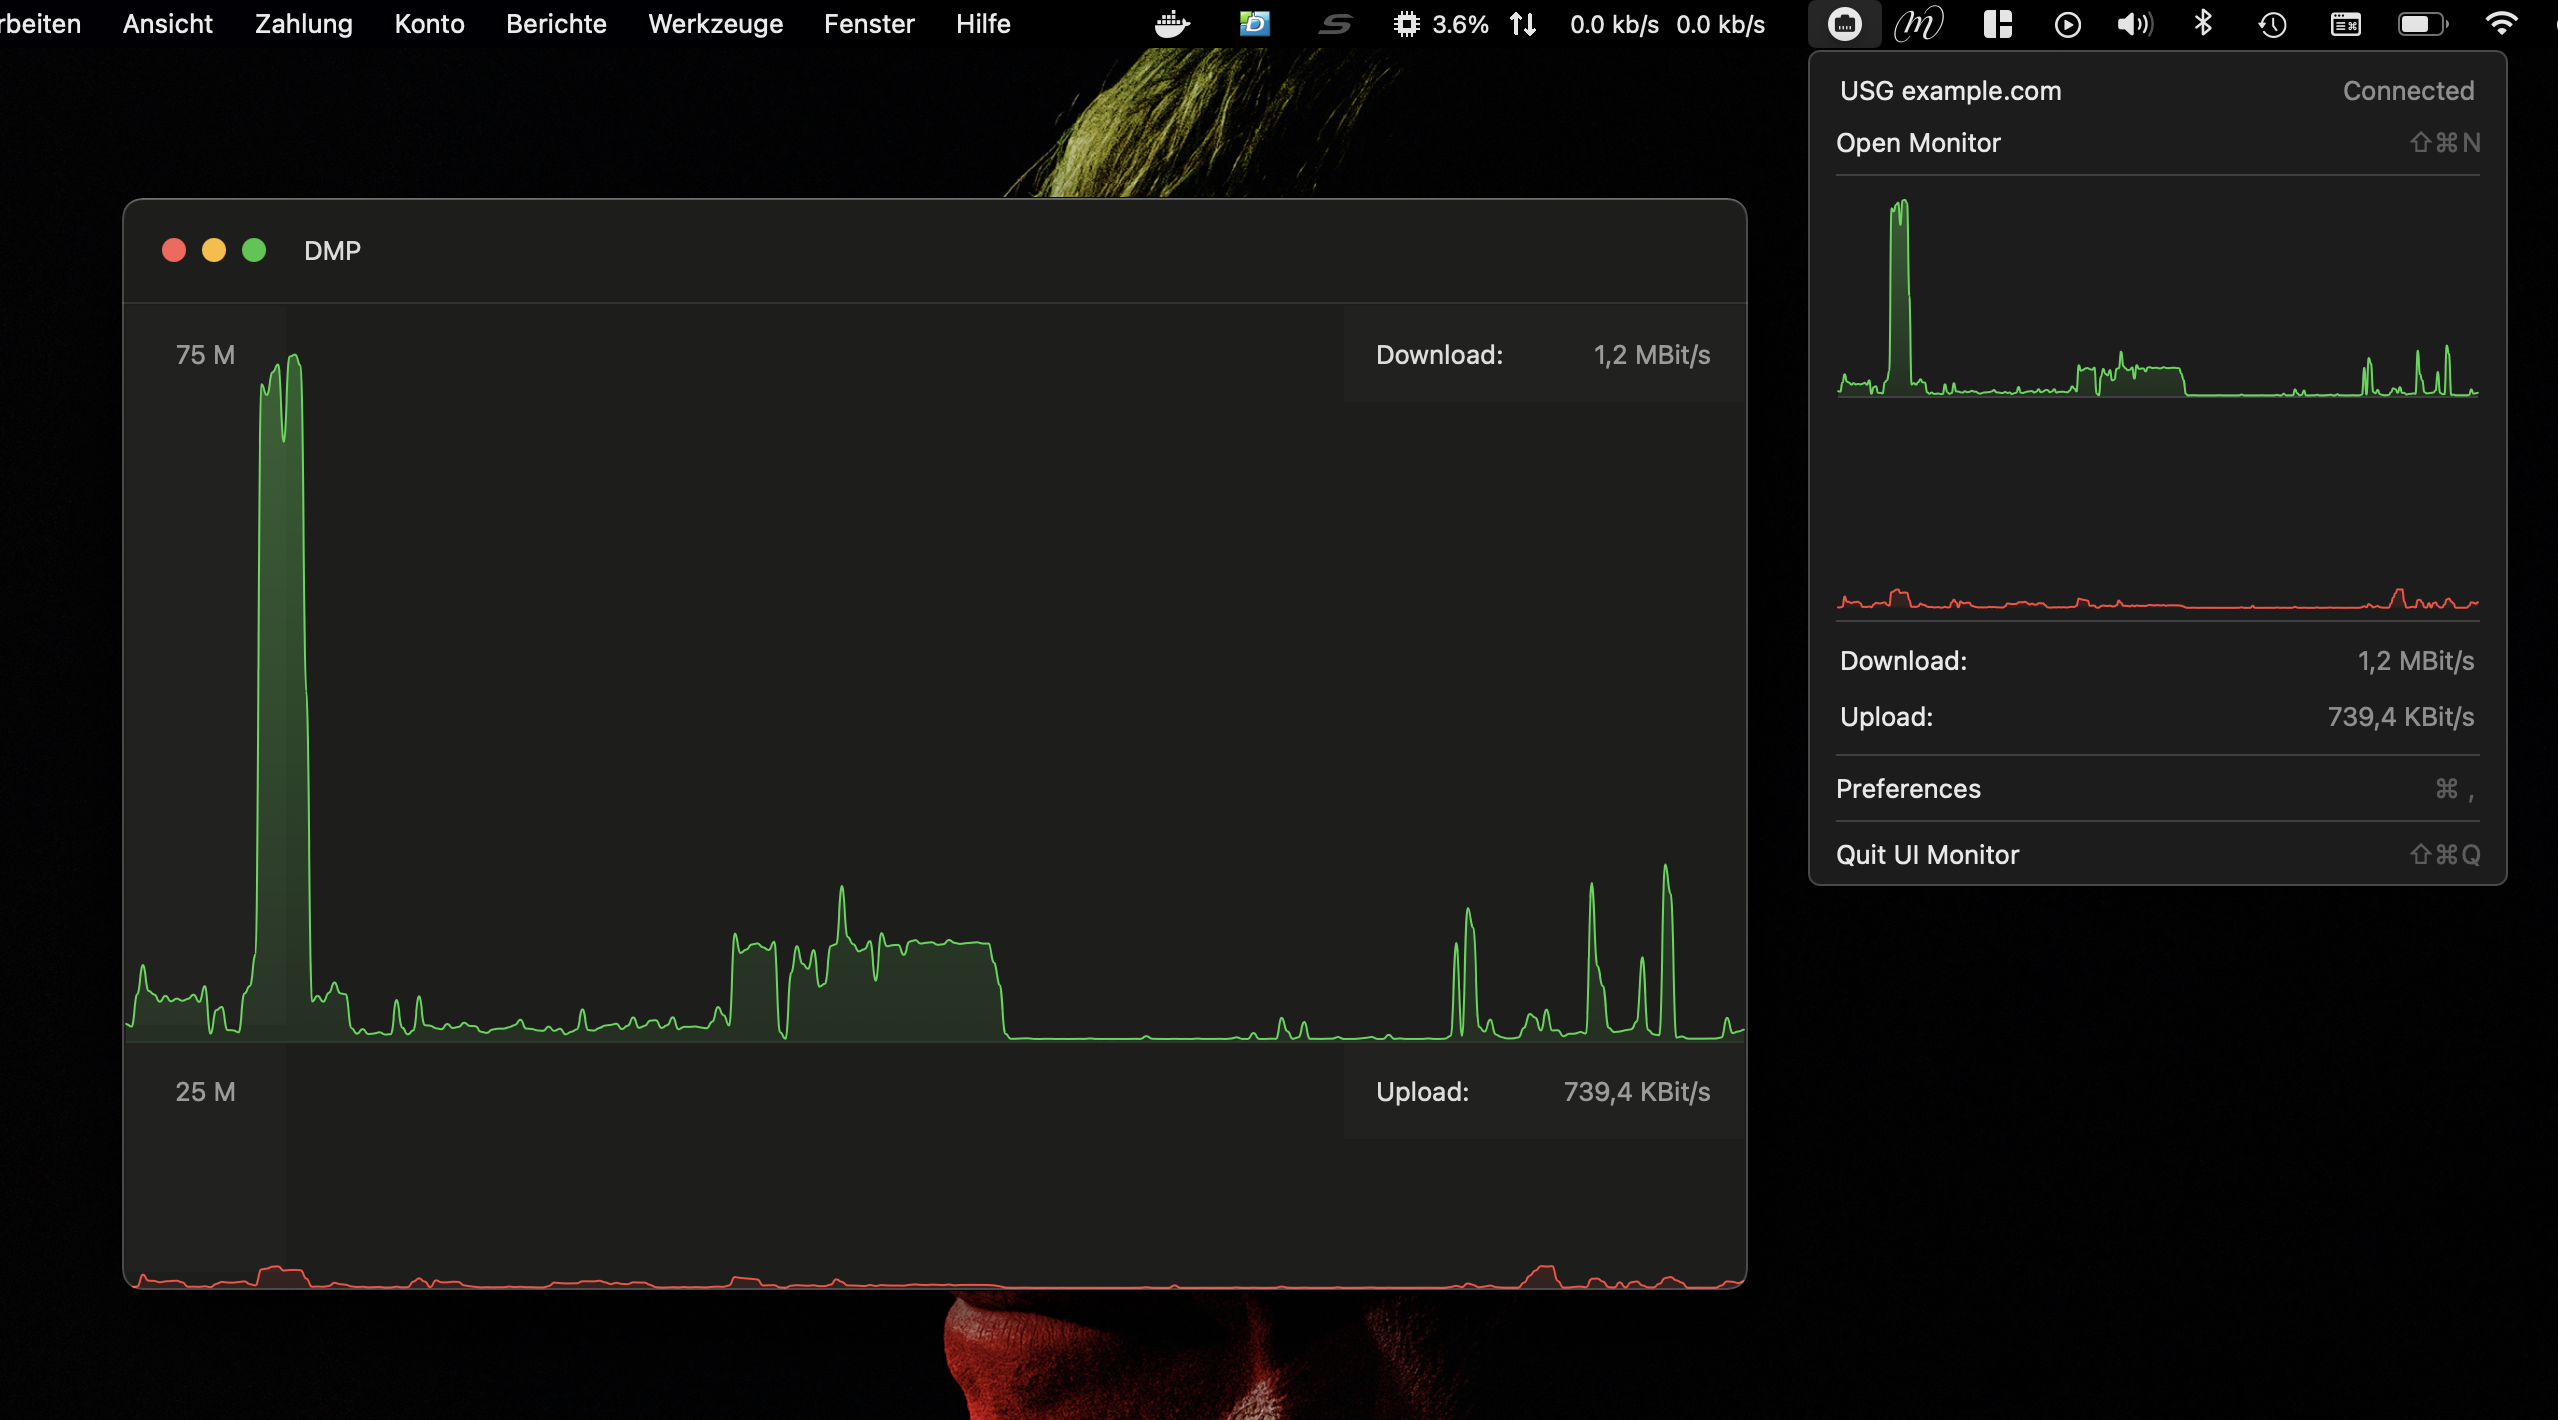 rbeiten Ansicht Zahlung Konto Berichte Werkzeuge Fenster Hilfe 3.6% 0.0 kb/s 0.0 kb/s
USG example.com Connected
Open Monitor ⇧⌘N
DMP
75 M Download: 1,2 MBit/s
25 M Upload: 739,4 KBit/s
Download: 1,2 MBit/s
Upload: 739,4 KBit/s
Preferences ⌘ ,
Quit UI Monitor ⇧⌘Q